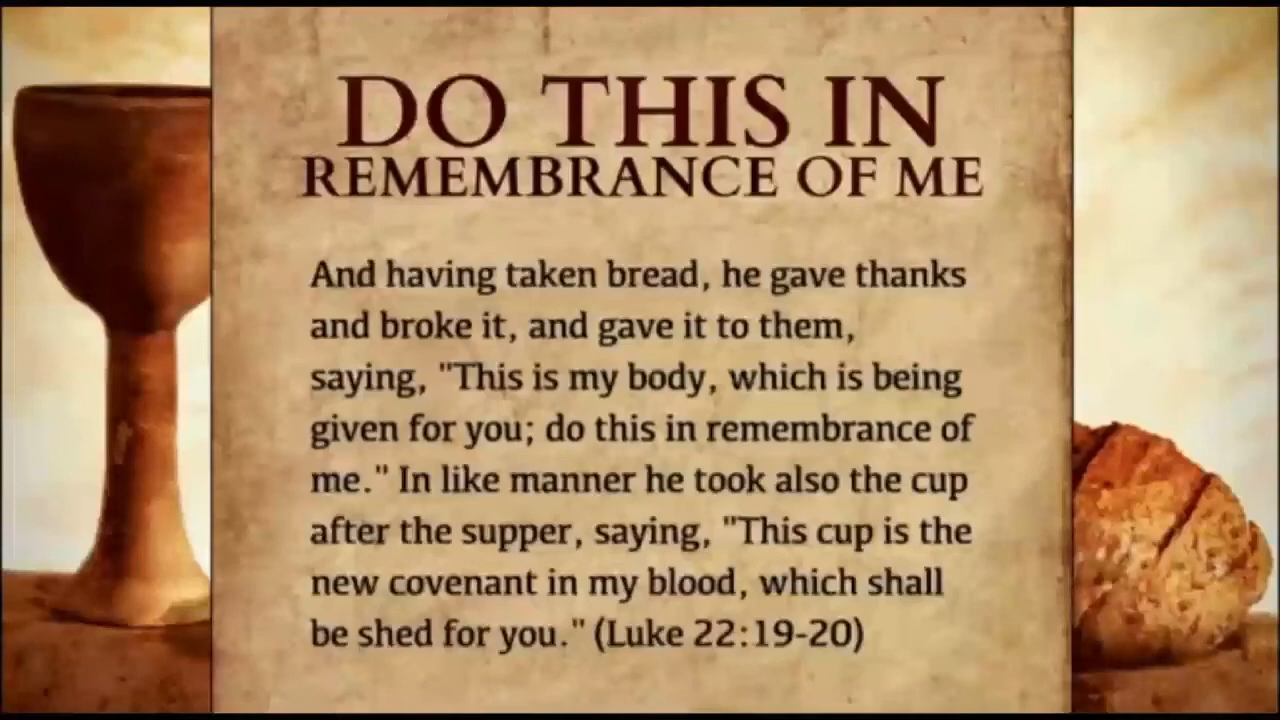 DO THIS IN
REMEMBRANCE OF ME
And having taken bread, he gave thanks
and broke it, and gave it to them,
saying, "This is my body, which is being
given for you; do this in remembrance of
me." In like manner he took also the cup
after the supper, saying, "This cup is the
new covenant in my blood, which shall
be shed for you." (Luke 22:19-20)